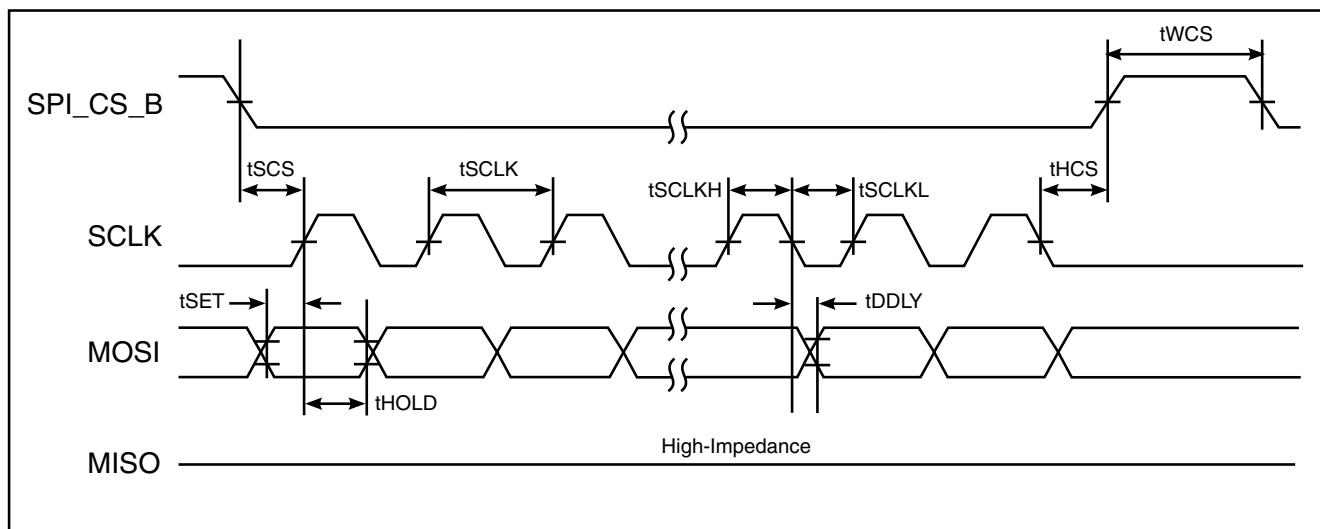 tWCS
SPI_CS_B
tSCS
tSCLK
tSCLKH
tSCLKL
tHCS
SCLK
tSET
tDDLY
MOSI
tHOLD
High-Impedance
MISO